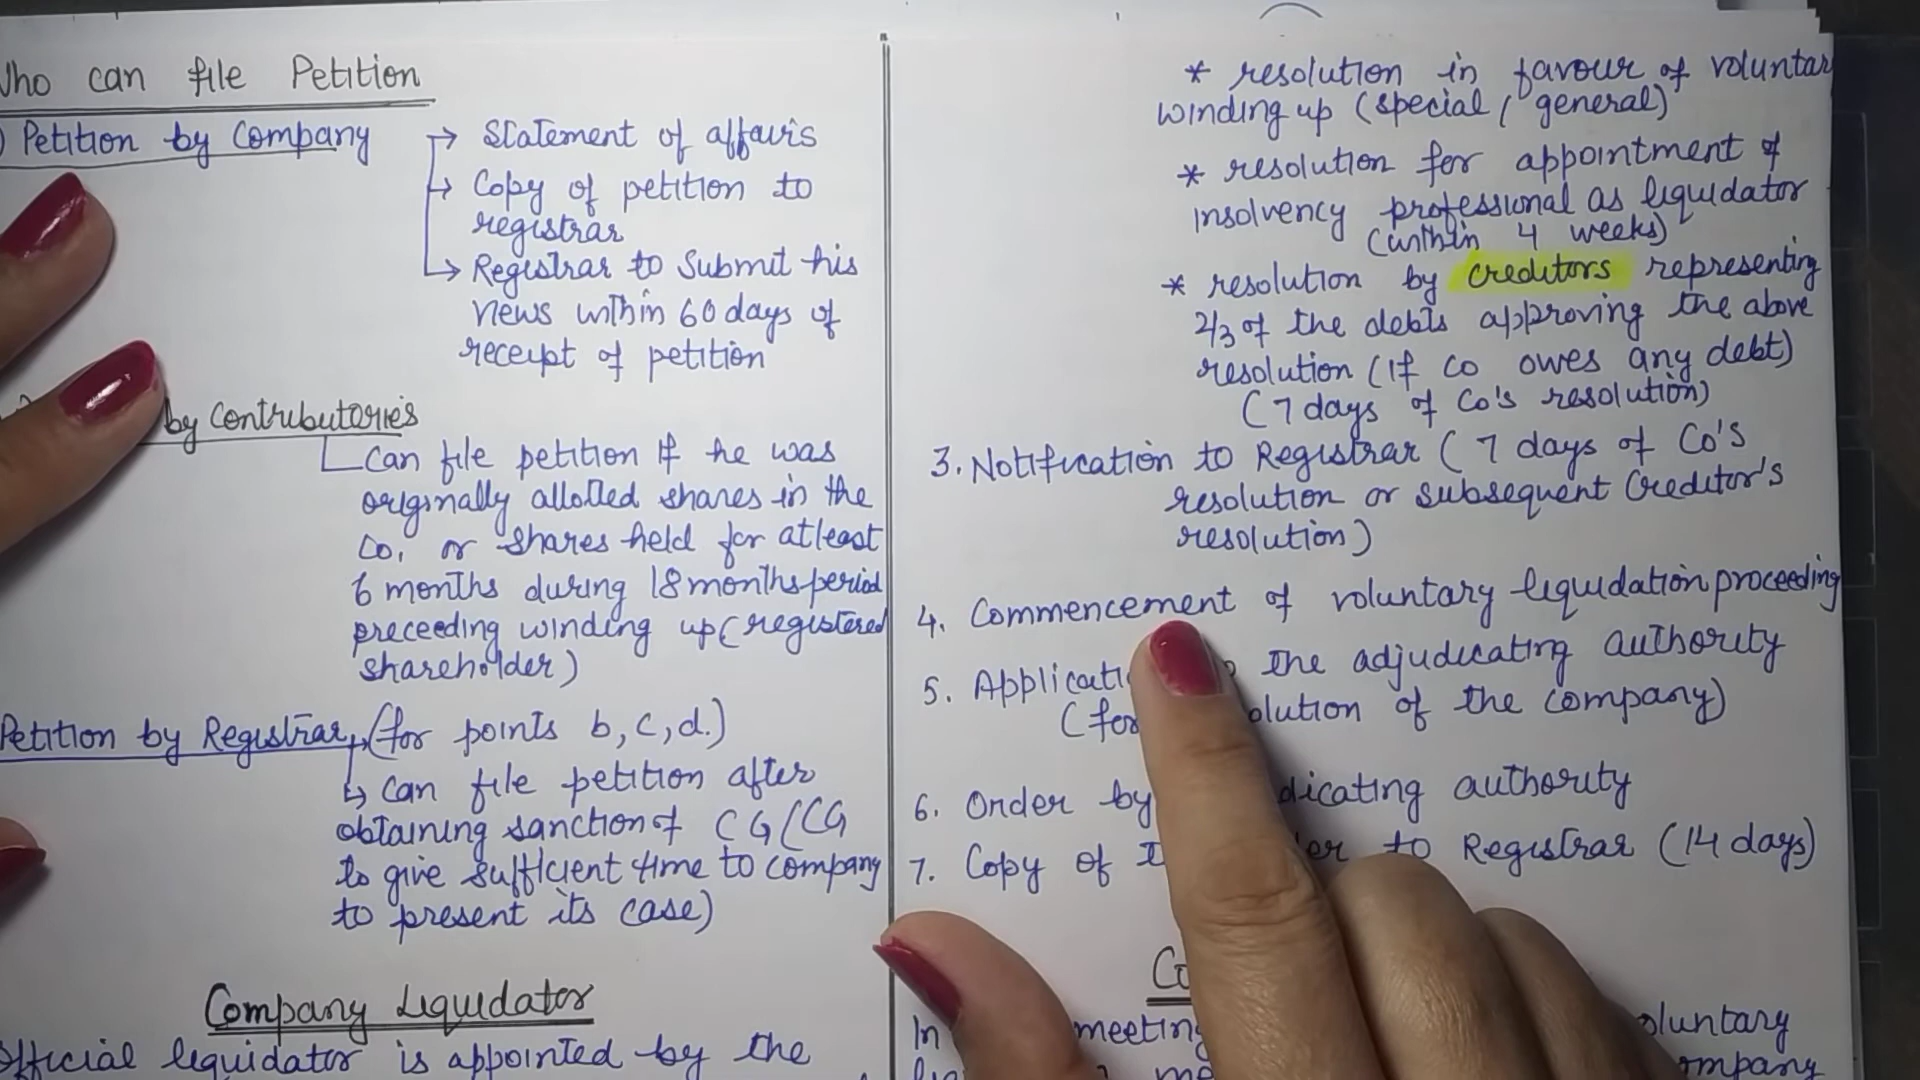 Who can file Petition
) Petition by Company
→ Statement of affairs
→ Copy of petition to
registrar
→ Registrar to Submit his
news within 60 days of
receipt of petition
by Contributories
Can file petition if he was
originally allotted shares in the
Co, or shares held for atleast
6 months during 18 months period
preceeding winding up (registered
shareholder)
Petition by Registrar, (for points b, c, d.)
↳ Can file petition after
obtaining sanction of CG (CG
to give sufficient time to company
to present its case)
Company Liquidator
Official liquidator is appointed by the
* resolution in favour of voluntar
winding up (special / general)
* resolution for appointment of
insolvency professional as liquidator
(within 4 weeks)
* resolution by creditors representing
2/3 of the debts approving the above
resolution (if co owes any debt)
(7 days of Co's resolution)
3. Notification to Registrar (7 days of Co's
resolution or subsequent Creditor's
resolution)
4. Commencement of voluntary liquidation proceeding
5. Applicati the adjudicating authority
(for olution of the company)
6. Order by dicating authority
7. Copy of er to Registrar (14 days)
Co
In meeting oluntary
ompany